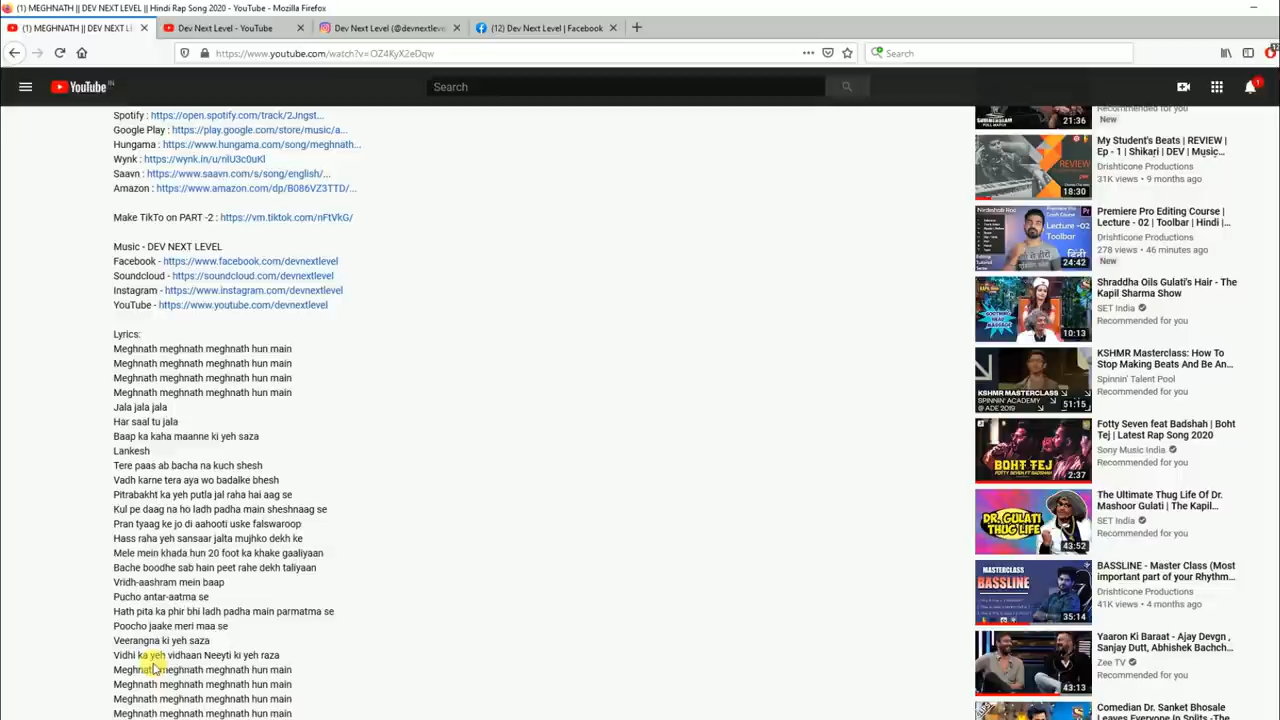 (1) MEGHNATH || DEV NEXT LEVEL || Hindi Rap Song 2020 - YouTube - Mozilla Firefox
(1) MEGHNATH || DEV NEXT L
Dev Next Level - YouTube
Dev Next Level (@devnextleve
(12) Dev Next Level | Facebook
https://www.youtube.com/watch?v=OZ4KyX2eDqw
Search
YouTube IN
Search
1
Spotify : https://open.spotify.com/track/2Jngst...
Google Play : https://play.google.com/store/music/a...
Hungama : https://www.hungama.com/song/meghnath...
Wynk : https://wynk.in/u/nlU3c0uKl
Saavn : https://www.saavn.com/s/song/english/...
Amazon : https://www.amazon.com/dp/B086VZ3TTD/...
Make TikTo on PART -2 : https://vm.tiktok.com/nFtVkG/
Music - DEV NEXT LEVEL
Facebook - https://www.facebook.com/devnextlevel
Soundcloud - https://soundcloud.com/devnextlevel
Instagram - https://www.instagram.com/devnextlevel
YouTube - https://www.youtube.com/devnextlevel
Lyrics:
Meghnath meghnath meghnath hun main
Meghnath meghnath meghnath hun main
Meghnath meghnath meghnath hun main
Meghnath meghnath meghnath hun main
Jala jala jala
Har saal tu jala
Baap ka kaha maanne ki yeh saza
Lankesh
Tere paas ab bacha na kuch shesh
Vadh karne tera aya wo badalke bhesh
Pitrabakht ka yeh putla jal raha hai aag se
Kul pe daag na ho ladh padha main sheshnaag se
Pran tyaag ke jo di aahooti uske falswaroop
Hass raha yeh sansaar jalta mujhko dekh ke
Mele mein khada hun 20 foot ka khake gaaliyaan
Bache boodhe sab hain peet rahe dekh taliyaan
Vridh-aashram mein baap
Pucho antar-aatma se
Hath pita ka phir bhi ladh padha main parmatma se
Poocho jaake meri maa se
Veerangna ki yeh saza
Vidhi ka yeh vidhaan Neeyti ki yeh raza
Meghnath meghnath meghnath hun main
Meghnath meghnath meghnath hun main
Meghnath meghnath meghnath hun main
Meghnath meghnath meghnath hun main
21:36
Recommended for you
New
REVIEW
18:30
My Student's Beats | REVIEW |
Ep - 1 | Shikari | DEV | Music...
Drishticone Productions
31K views • 9 months ago
Lecture -02
Toolbar
हिंदी
24:42
Premiere Pro Editing Course |
Lecture - 02 | Toolbar | Hindi |...
Drishticone Productions
278 views • 46 minutes ago
New
10:13
Shraddha Oils Gulati's Hair - The
Kapil Sharma Show
SET India
Recommended for you
KSHMR MASTERCLASS
SPINNIN' ACADEMY
@ ADE 2019
51:15
KSHMR Masterclass: How To
Stop Making Beats And Be An...
Spinnin' Talent Pool
Recommended for you
BOHT TEJ
2:37
Fotty Seven feat Badshah | Boht
Tej | Latest Rap Song 2020
Sony Music India
Recommended for you
DR. GULATI
THUG LIFE
43:52
The Ultimate Thug Life Of Dr.
Mashoor Gulati | The Kapil...
SET India
Recommended for you
MASTERCLASS
BASSLINE
35:14
BASSLINE - Master Class (Most
important part of your Rhythm...
Drishticone Productions
41K views • 4 months ago
43:13
Yaaron Ki Baraat - Ajay Devgn ,
Sanjay Dutt, Abhishek Bachch...
Zee TV
Recommended for you
Comedian Dr. Sanket Bhosale
Leaves Everyone In Splits -The